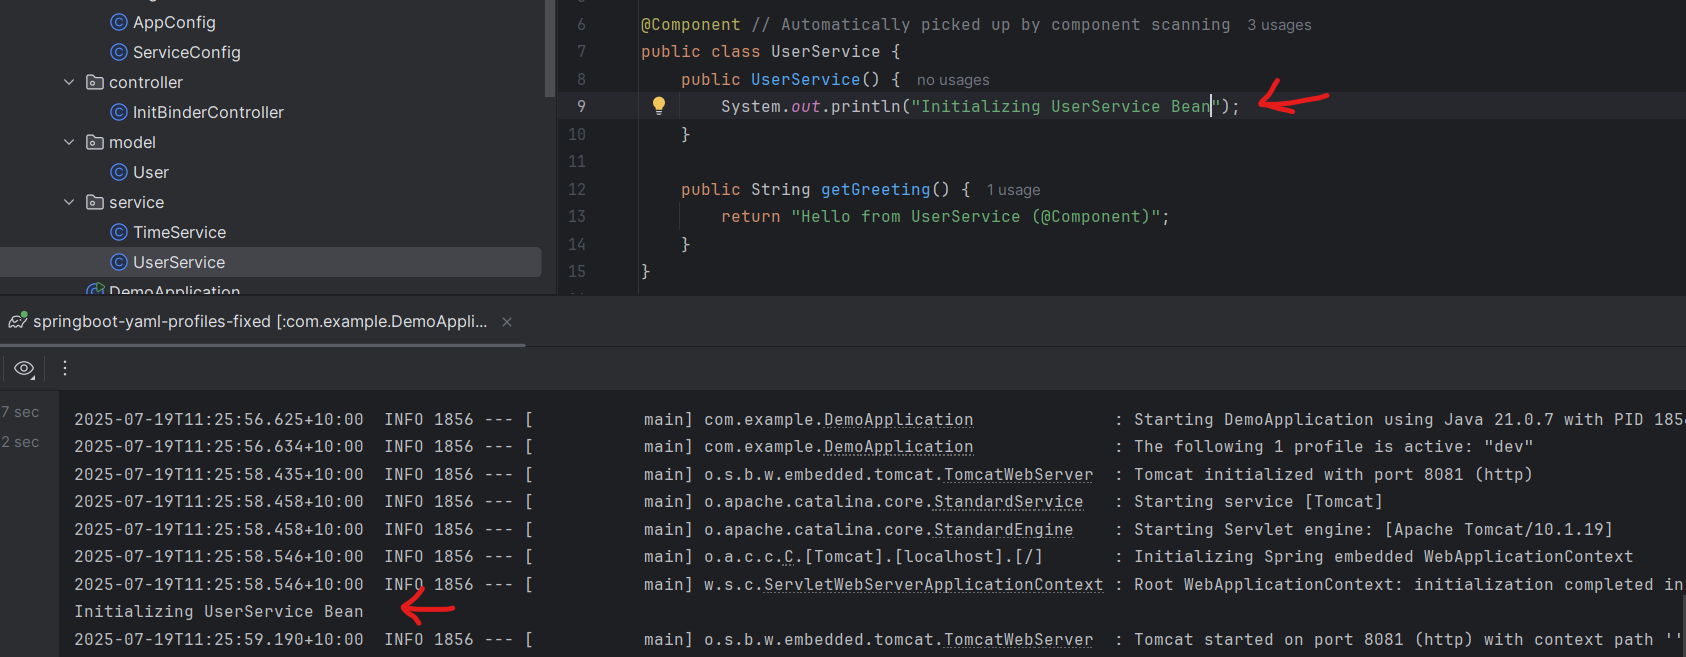 AppConfig
ServiceConfig
controller
InitBinderController
model
User
service
TimeService
UserService
DemoApplication
6 @Component // Automatically picked up by component scanning 3 usages
7 public class UserService {
8 public UserService() { no usages
9 System.out.println("Initializing UserService Bean");
10 }
11
12 public String getGreeting() { 1 usage
13 return "Hello from UserService (@Component)";
14 }
15 }
springboot-yaml-profiles-fixed [:com.example.DemoAppli...
7 sec
2 sec
2025-07-19T11:25:56.625+10:00 INFO 1856 --- [ main] com.example.DemoApplication : Starting DemoApplication using Java 21.0.7 with PID 185
2025-07-19T11:25:56.634+10:00 INFO 1856 --- [ main] com.example.DemoApplication : The following 1 profile is active: "dev"
2025-07-19T11:25:58.435+10:00 INFO 1856 --- [ main] o.s.b.w.embedded.tomcat.TomcatWebServer : Tomcat initialized with port 8081 (http)
2025-07-19T11:25:58.458+10:00 INFO 1856 --- [ main] o.apache.catalina.core.StandardService : Starting service [Tomcat]
2025-07-19T11:25:58.458+10:00 INFO 1856 --- [ main] o.apache.catalina.core.StandardEngine : Starting Servlet engine: [Apache Tomcat/10.1.19]
2025-07-19T11:25:58.546+10:00 INFO 1856 --- [ main] o.a.c.c.C.[Tomcat].[localhost].[/] : Initializing Spring embedded WebApplicationContext
2025-07-19T11:25:58.546+10:00 INFO 1856 --- [ main] w.s.c.ServletWebServerApplicationContext : Root WebApplicationContext: initialization completed in
Initializing UserService Bean
2025-07-19T11:25:59.190+10:00 INFO 1856 --- [ main] o.s.b.w.embedded.tomcat.TomcatWebServer : Tomcat started on port 8081 (http) with context path ''